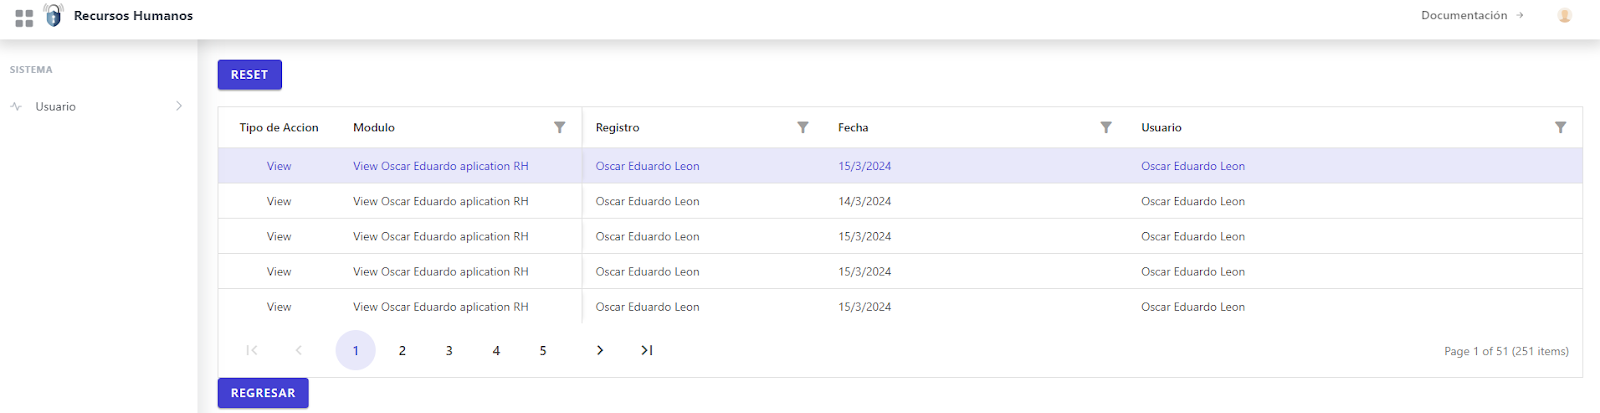 Recursos Humanos Documentación
SISTEMA
Usuario
RESET
Tipo de Accion Modulo Registro Fecha Usuario
View View Oscar Eduardo aplication RH Oscar Eduardo Leon 15/3/2024 Oscar Eduardo Leon
View View Oscar Eduardo aplication RH Oscar Eduardo Leon 14/3/2024 Oscar Eduardo Leon
View View Oscar Eduardo aplication RH Oscar Eduardo Leon 15/3/2024 Oscar Eduardo Leon
View View Oscar Eduardo aplication RH Oscar Eduardo Leon 15/3/2024 Oscar Eduardo Leon
View View Oscar Eduardo aplication RH Oscar Eduardo Leon 15/3/2024 Oscar Eduardo Leon
1 2 3 4 5 Page 1 of 51 (251 items)
REGRESAR